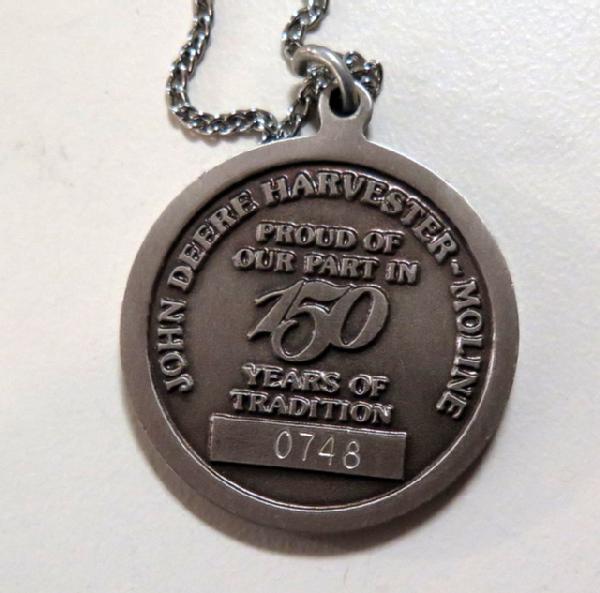 JOHN DEERE HARVESTER~MOLINE
PROUD OF
OUR PART IN
150
YEARS OF
TRADITION
0748